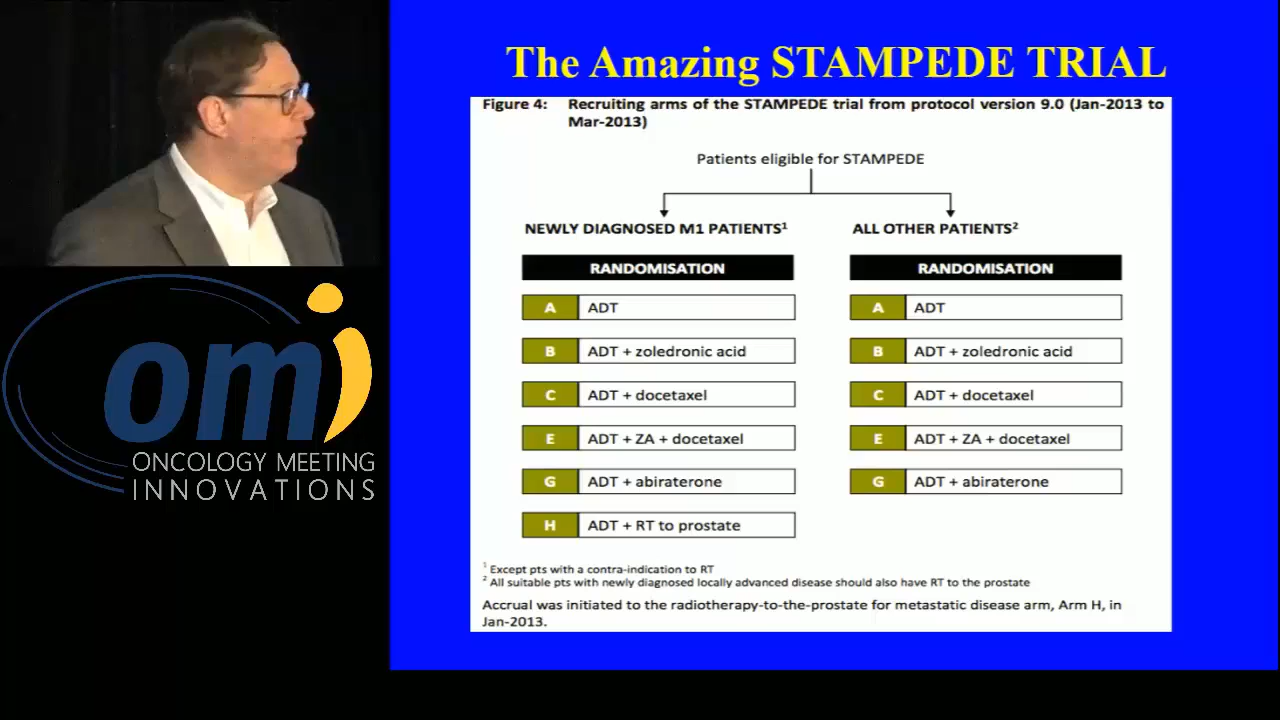 The Amazing STAMPEDE TRIAL
Figure 4: Recruiting arms of the STAMPEDE trial from protocol version 9.0 (Jan-2013 to
Mar-2013)
Patients eligible for STAMPEDE
NEWLY DIAGNOSED M1 PATIENTS¹
RANDOMISATION
A ADT
B ADT + zoledronic acid
C ADT + docetaxel
E ADT + ZA + docetaxel
G ADT + abiraterone
H ADT + RT to prostate
ALL OTHER PATIENTS²
RANDOMISATION
A ADT
B ADT + zoledronic acid
C ADT + docetaxel
E ADT + ZA + docetaxel
G ADT + abiraterone
¹ Except pts with a contra-indication to RT
² All suitable pts with newly diagnosed locally advanced disease should also have RT to the prostate
Accrual was initiated to the radiotherapy-to-the-prostate for metastatic disease arm, Arm H, in
Jan-2013.
omi
ONCOLOGY MEETING
INNOVATIONS